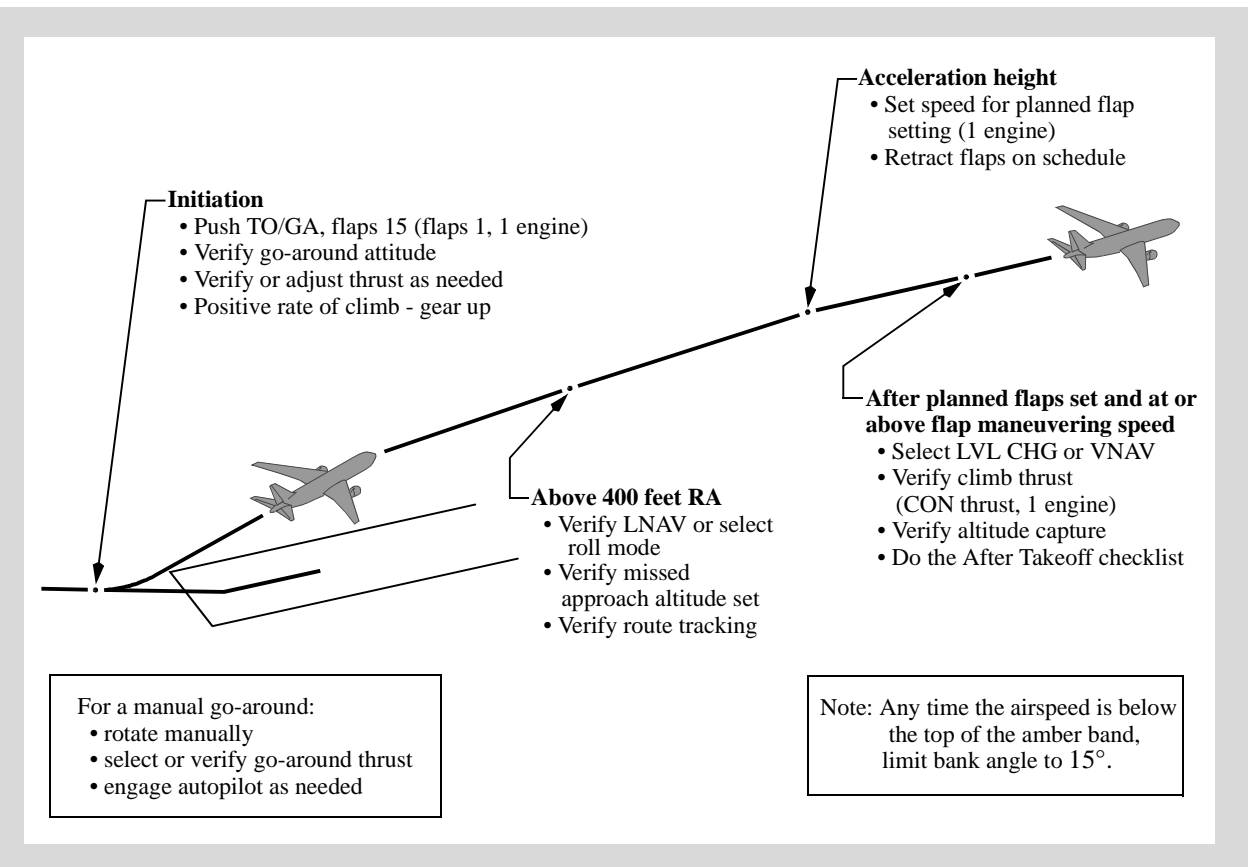 Acceleration height
• Set speed for planned flap
setting (1 engine)
• Retract flaps on schedule
Initiation
• Push TO/GA, flaps 15 (flaps 1, 1 engine)
• Verify go-around attitude
• Verify or adjust thrust as needed
• Positive rate of climb - gear up
After planned flaps set and at or
above flap maneuvering speed
• Select LVL CHG or VNAV
• Verify climb thrust
(CON thrust, 1 engine)
• Verify altitude capture
• Do the After Takeoff checklist
Above 400 feet RA
• Verify LNAV or select
roll mode
• Verify missed
approach altitude set
• Verify route tracking
For a manual go-around:
• rotate manually
• select or verify go-around thrust
• engage autopilot as needed
Note: Any time the airspeed is below
the top of the amber band,
limit bank angle to 15°.